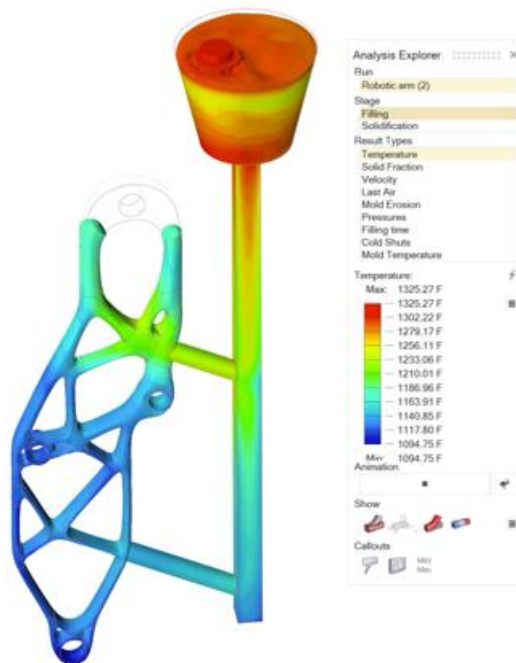 Analysis Explorer
Run
Robotic arm (2)
Stage
Filling
Solidification
Result Types
Temperature
Solid Fraction
Velocity
Last Air
Mold Erosion
Pressures
Filling time
Cold Shuts
Mold Temperature
Temperature:
Max: 1325.27 F
1325.27 F
1302.22 F
1279.17 F
1256.11 F
1233.06 F
1210.01 F
1186.96 F
1163.91 F
1140.85 F
1117.80 F
1094.75 F
Min: 1094.75 F
Animation
Show
Callouts
Min
Max